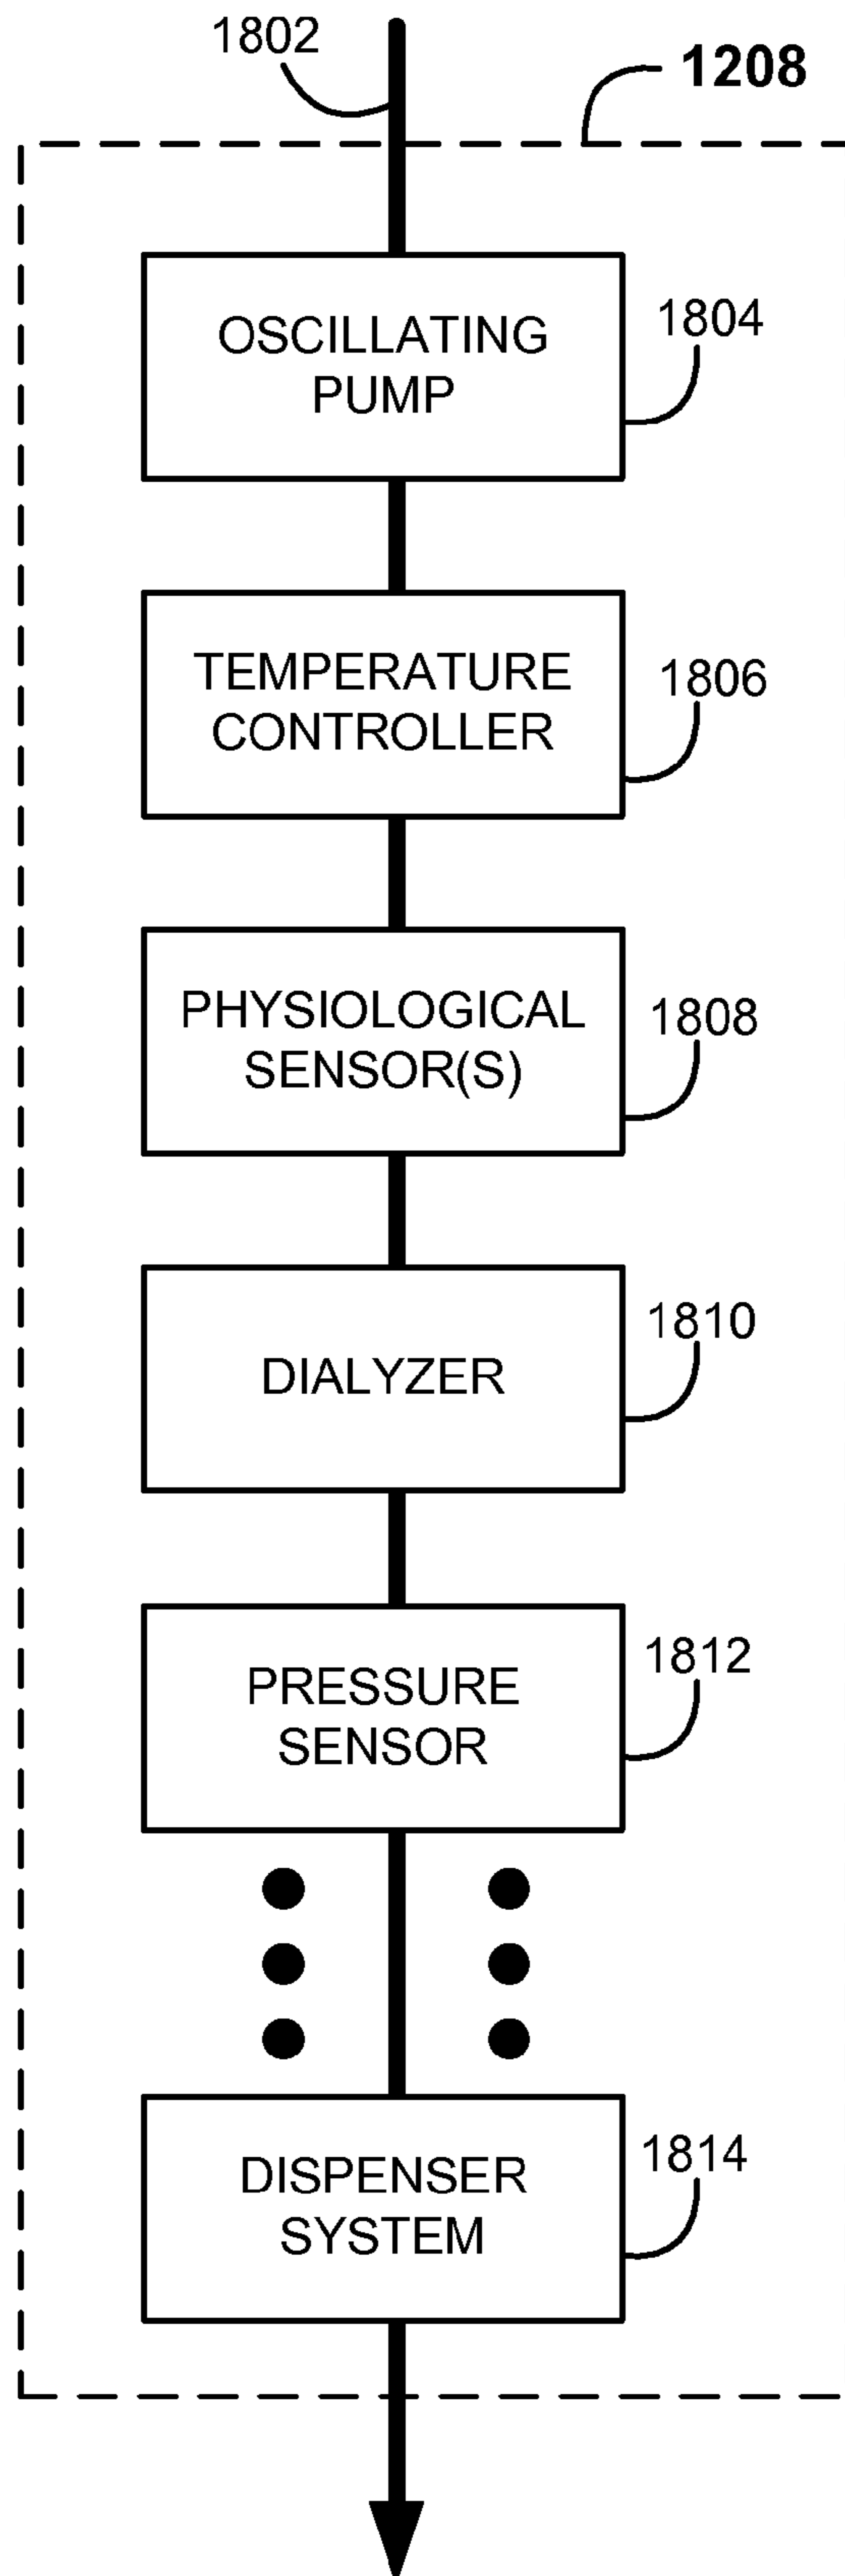 1802
1208
OSCILLATING
PUMP
1804
TEMPERATURE
CONTROLLER
1806
PHYSIOLOGICAL
SENSOR(S)
1808
DIALYZER
1810
PRESSURE
SENSOR
1812
DISPENSER
SYSTEM
1814